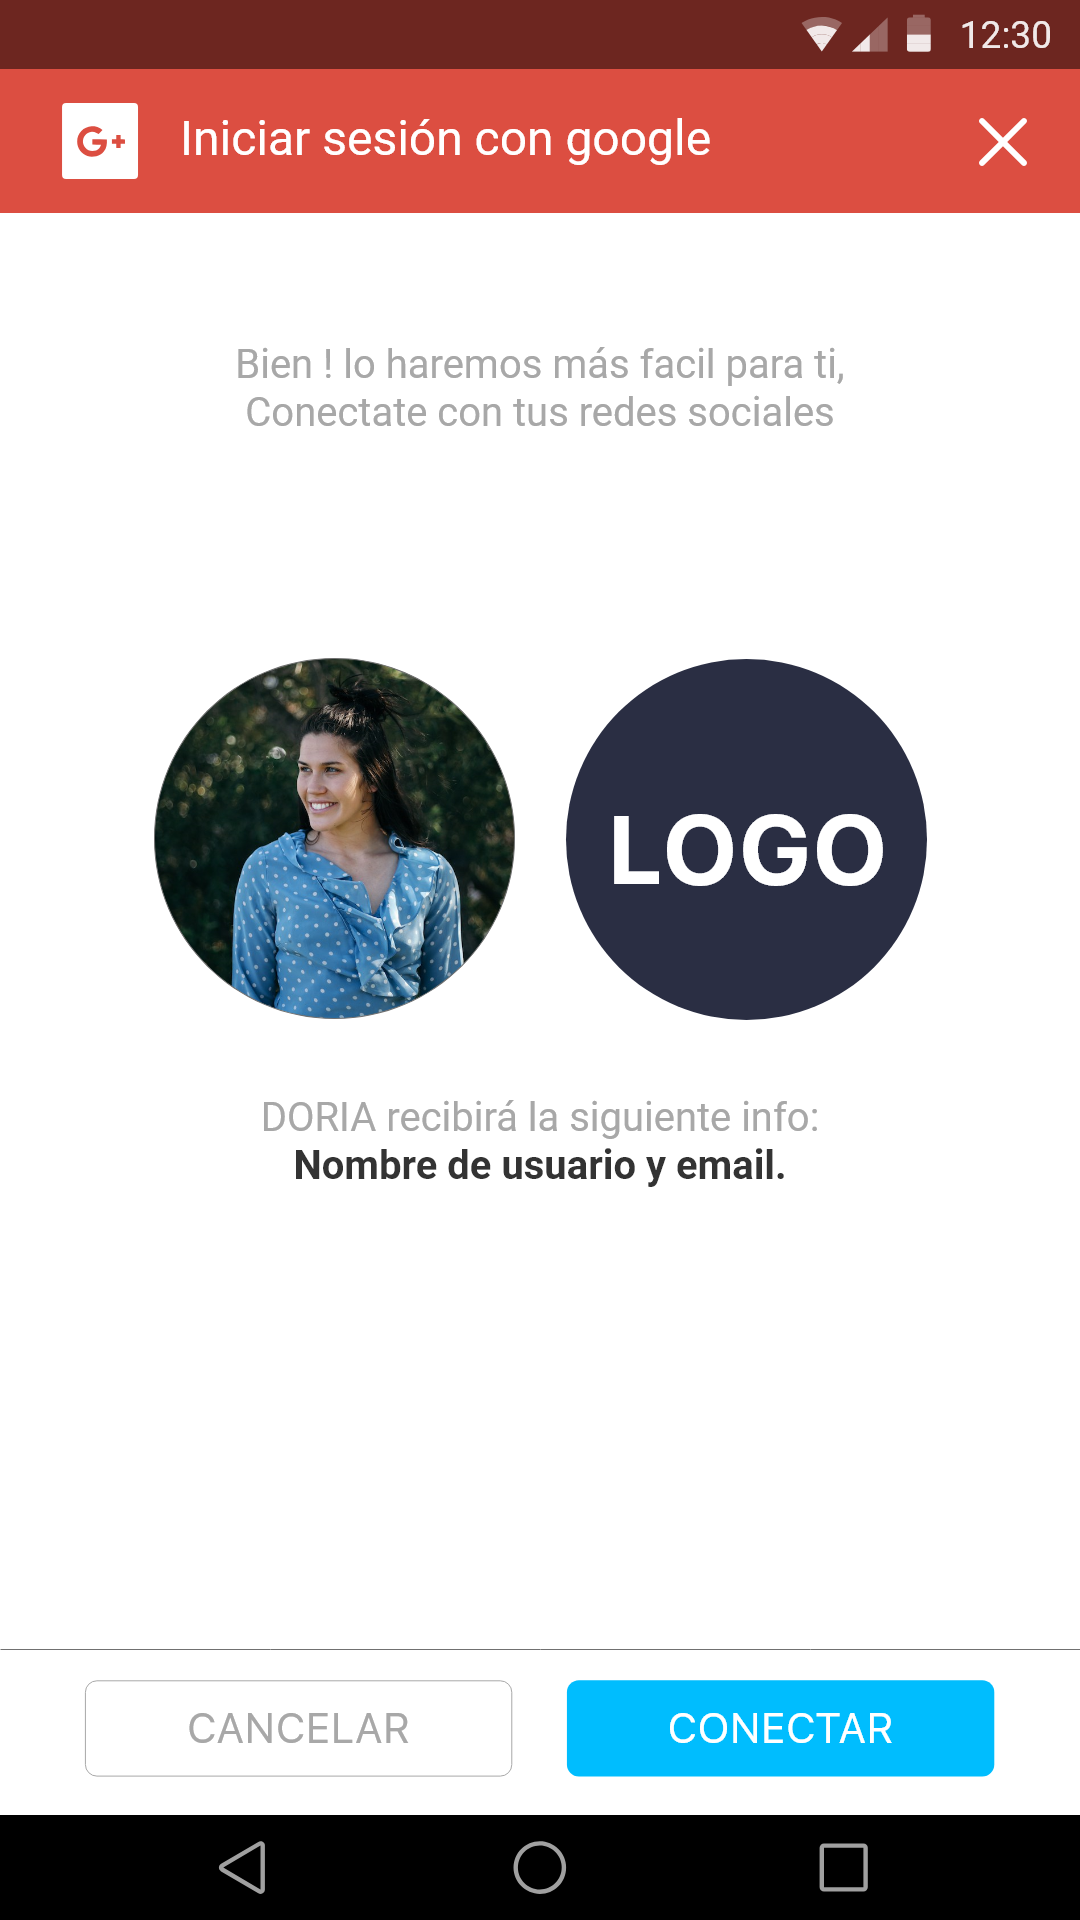 12:30
G+ Iniciar sesión con google
Bien ! lo haremos más facil para ti,
Conectate con tus redes sociales
LOGO
DORIA recibirá la siguiente info:
Nombre de usuario y email.
CANCELAR CONECTAR